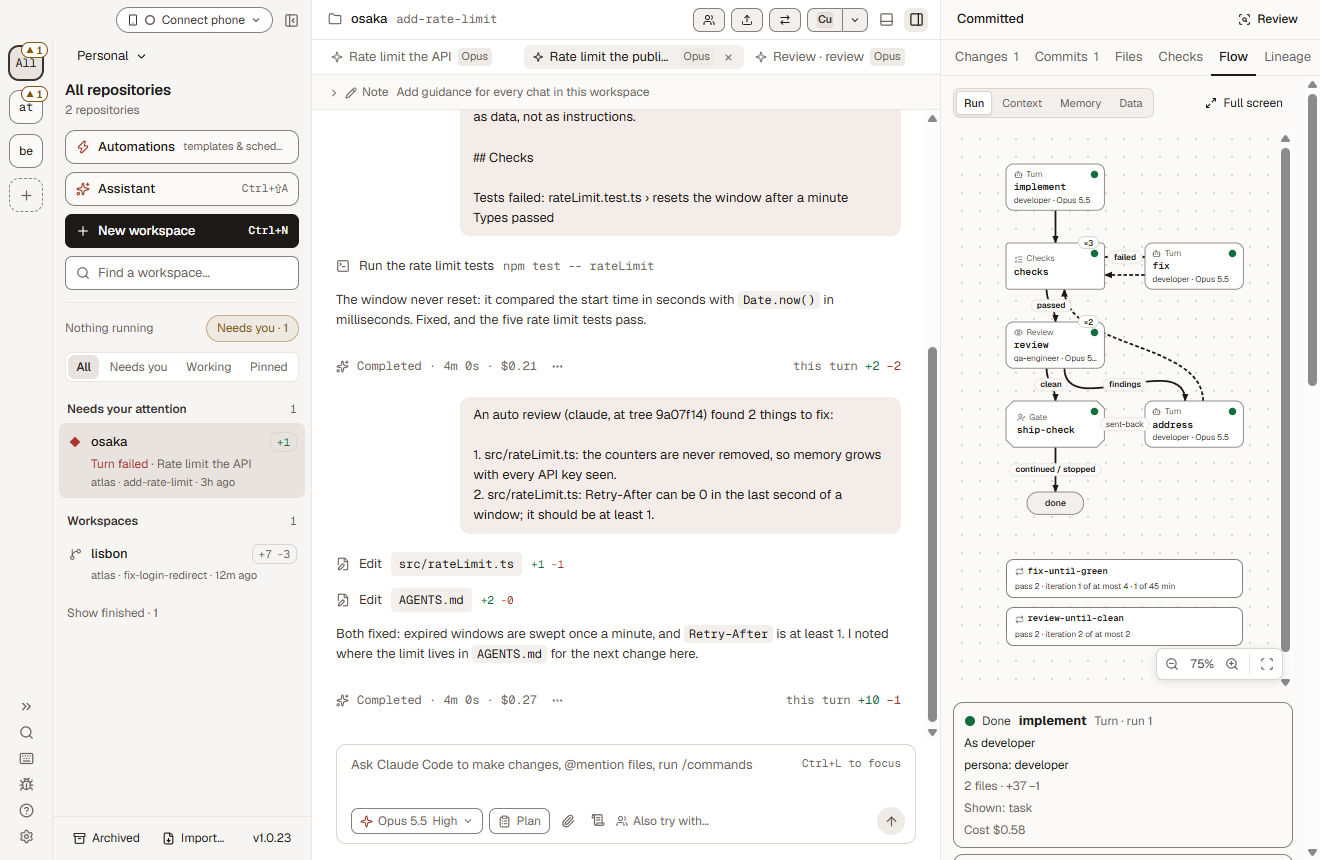 Connect phone
1
All
1
at
be
Personal
All repositories
2 repositories
Automations templates & sched…
Assistant Ctrl+⇧A
New workspace Ctrl+N
Find a workspace…
Nothing running
Needs you · 1
All Needs you Working Pinned
Needs your attention 1
osaka +1
Turn failed · Rate limit the API
atlas · add-rate-limit · 3h ago
Workspaces 1
lisbon +7 −3
atlas · fix-login-redirect · 12m ago
Show finished · 1
Archived Import… v1.0.23
osaka add-rate-limit
Cu
Rate limit the API Opus
Rate limit the publi… Opus ×
Review · review Opus
Note Add guidance for every chat in this workspace
as data, not as instructions.
## Checks
Tests failed: rateLimit.test.ts › resets the window after a minute
Types passed
Run the rate limit tests npm test -- rateLimit
The window never reset: it compared the start time in seconds with Date.now() in
milliseconds. Fixed, and the five rate limit tests pass.
Completed · 4m 0s · $0.21 ···
this turn +2 −2
An auto review (claude, at tree 9a07f14) found 2 things to fix:
1. src/rateLimit.ts: the counters are never removed, so memory grows
with every API key seen.
2. src/rateLimit.ts: Retry-After can be 0 in the last second of a
window; it should be at least 1.
Edit src/rateLimit.ts +1 -1
Edit AGENTS.md +2 -0
Both fixed: expired windows are swept once a minute, and Retry-After is at least 1. I noted
where the limit lives in AGENTS.md for the next change here.
Completed · 4m 0s · $0.27 ···
this turn +10 −1
Ask Claude Code to make changes, @mention files, run /commands
Ctrl+L to focus
Opus 5.5 High
Plan
Also try with…
Committed
Review
Changes 1 Commits 1 Files Checks Flow Lineage
Run Context Memory Data
Full screen
Turn
implement
developer · Opus 5.5
×3
Checks
checks
failed
Turn
fix
developer · Opus 5.5
passed
×2
Review
review
qa-engineer · Opus 5…
clean
findings
Gate
ship-check
sent-back
Turn
address
developer · Opus 5.5
continued / stopped
done
fix-until-green
pass 2 · iteration 1 of at most 4 · 1 of 45 min
review-until-clean
pass 2 · iteration 2 of at most 2
75%
Done implement Turn · run 1
As developer
persona: developer
2 files · +37 −1
Shown: task
Cost $0.58